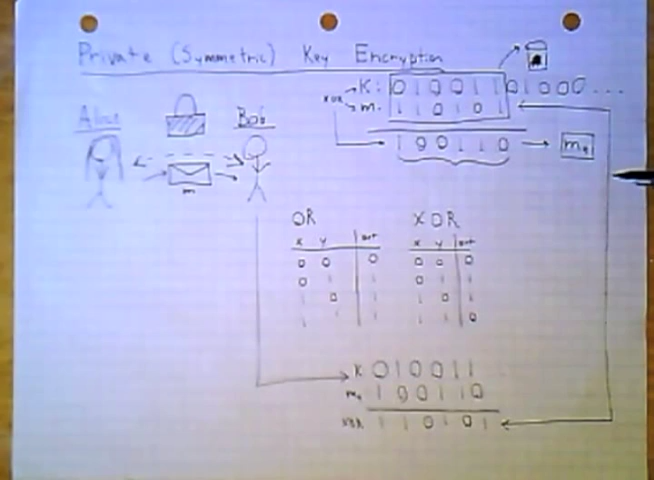 Private (Symmetric) Key Encryption
K: 0 1 0 0 1 1 0 1 0 0 0 ...
XOR m: 1 1 0 1 0 1
Alice Bob
1 0 0 1 1 0 → mₑ
m
OR XOR
x y out x y out
0 0 0 0 0 0
0 1 1 0 1 1
1 0 1 1 0 1
1 1 1 1 1 0
K 0 1 0 0 1 1
mₑ 1 0 0 1 1 0
XOR 1 1 0 1 0 1